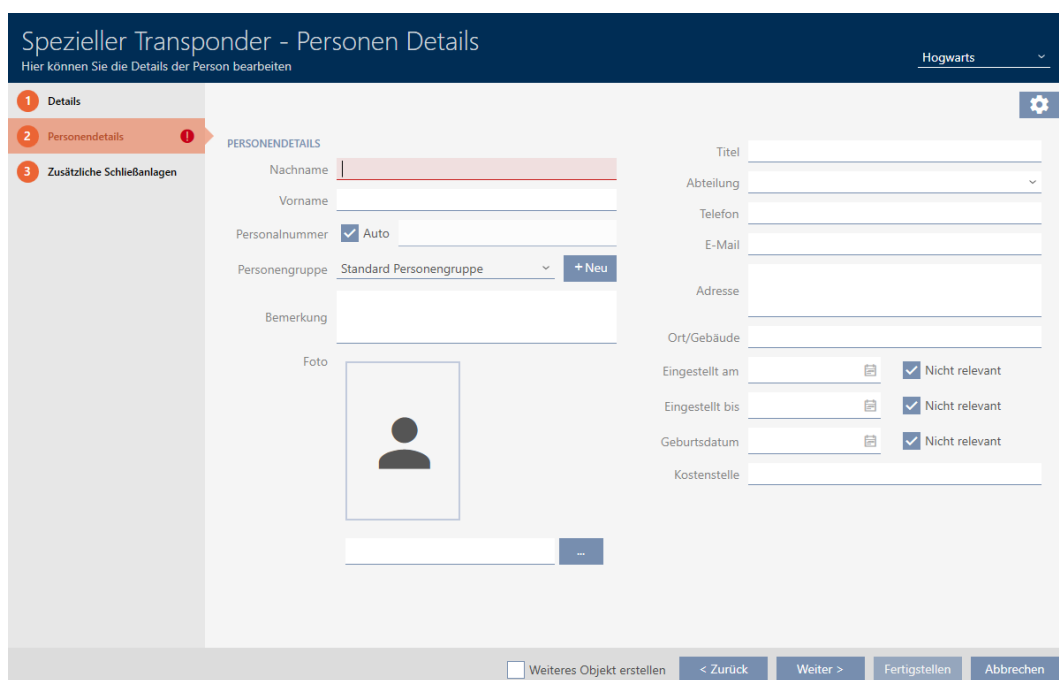 Spezieller Transponder - Personen Details
Hier können Sie die Details der Person bearbeiten
Hogwarts
1 Details
2 Personendetails
3 Zusätzliche Schließanlagen
PERSONENDETAILS
Nachname
Vorname
Personalnummer Auto
Personengruppe Standard Personengruppe + Neu
Bemerkung
Foto
...
Titel
Abteilung
Telefon
E-Mail
Adresse
Ort/Gebäude
Eingestellt am Nicht relevant
Eingestellt bis Nicht relevant
Geburtsdatum Nicht relevant
Kostenstelle
Weiteres Objekt erstellen < Zurück Weiter > Fertigstellen Abbrechen